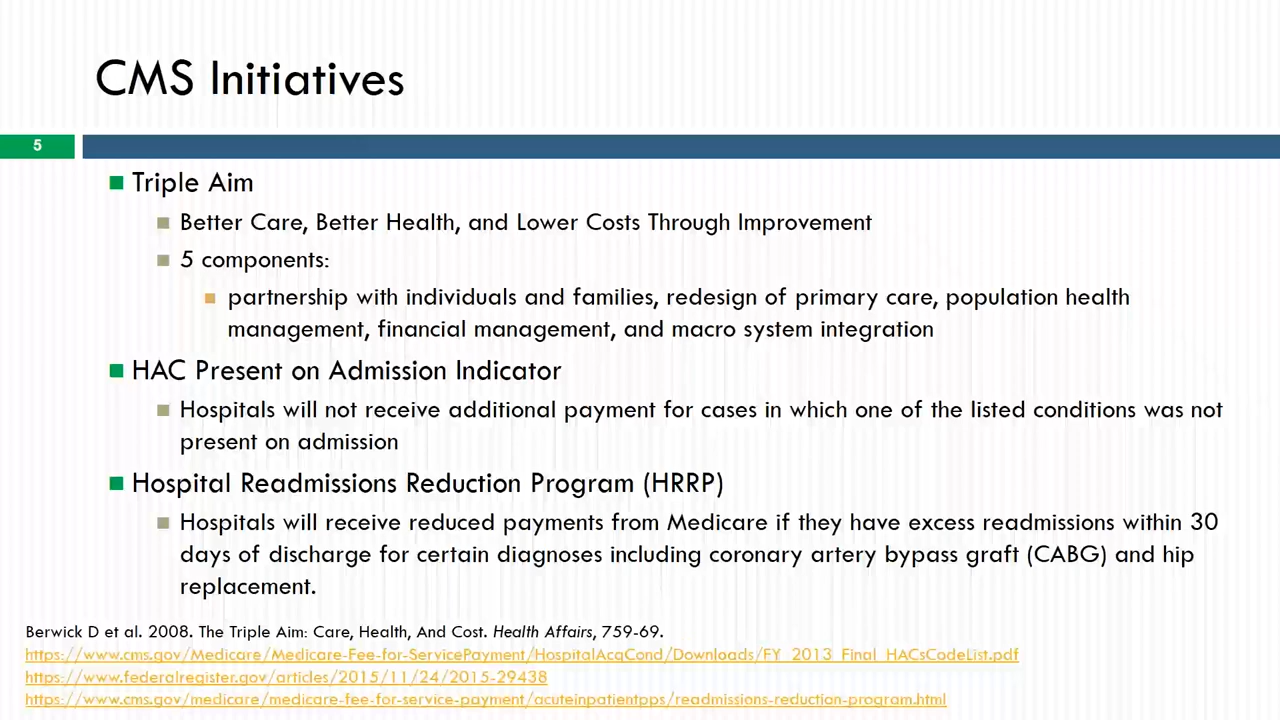 CMS Initiatives
5
Triple Aim
Better Care, Better Health, and Lower Costs Through Improvement
5 components:
partnership with individuals and families, redesign of primary care, population health
management, financial management, and macro system integration
HAC Present on Admission Indicator
Hospitals will not receive additional payment for cases in which one of the listed conditions was not
present on admission
Hospital Readmissions Reduction Program (HRRP)
Hospitals will receive reduced payments from Medicare if they have excess readmissions within 30
days of discharge for certain diagnoses including coronary artery bypass graft (CABG) and hip
replacement.
Berwick D et al. 2008. The Triple Aim: Care, Health, And Cost. Health Affairs, 759-69.
https://www.cms.gov/Medicare/Medicare-Fee-for-ServicePayment/HospitalAcqCond/Downloads/FY_2013_Final_HACsCodeList.pdf
https://www.federalregister.gov/articles/2015/11/24/2015-29438
https://www.cms.gov/medicare/medicare-fee-for-service-payment/acuteinpatientpps/readmissions-reduction-program.html